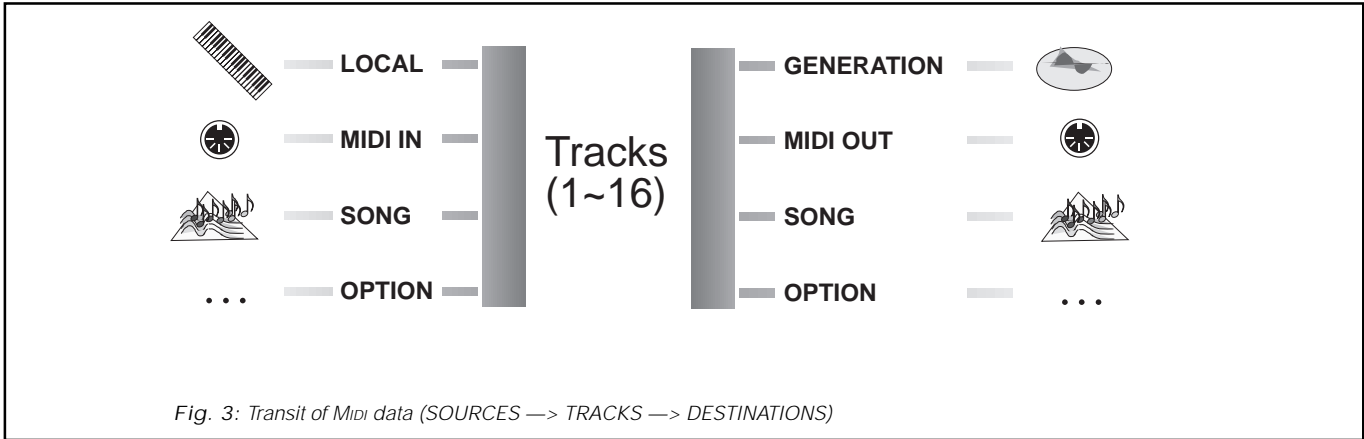 LOCAL
MIDI IN
SONG
. . . OPTION
Tracks
(1~16)
GENERATION
MIDI OUT
SONG
OPTION . . .
Fig. 3: Transit of MIDI data (SOURCES —> TRACKS —> DESTINATIONS)